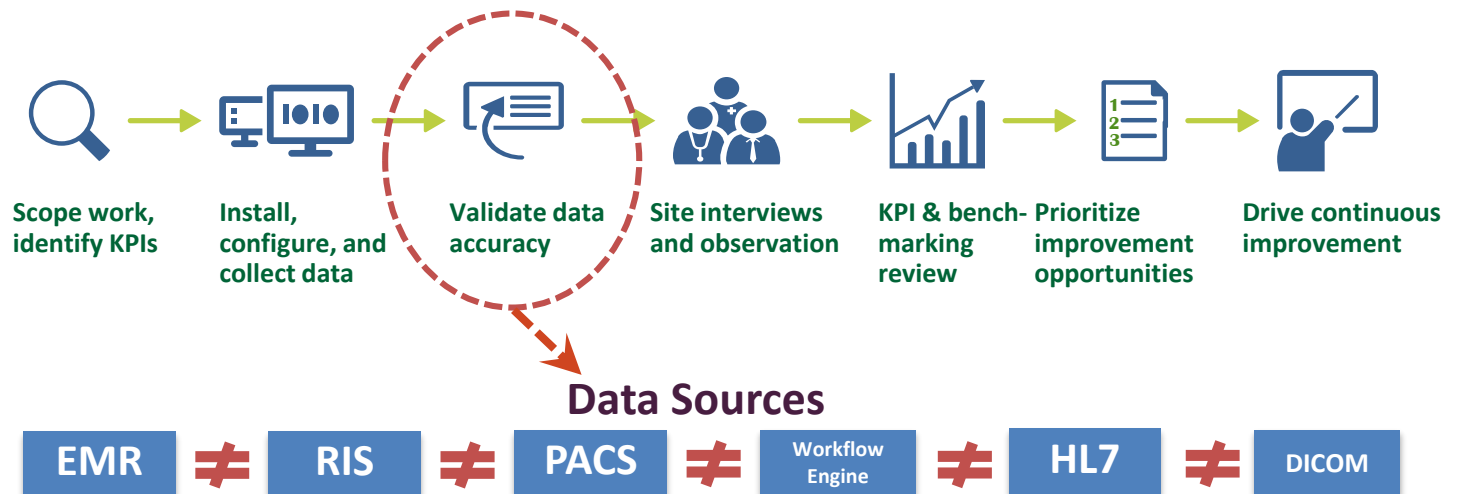 1010
1
2
3
Scope work,
identify KPIs
Install,
configure, and
collect data
Validate data
accuracy
Site interviews
and observation
KPI & bench-
marking
review
Prioritize
improvement
opportunities
Drive continuous
improvement
Data Sources
EMR ≠ RIS ≠ PACS ≠ Workflow
Engine ≠ HL7 ≠ DICOM